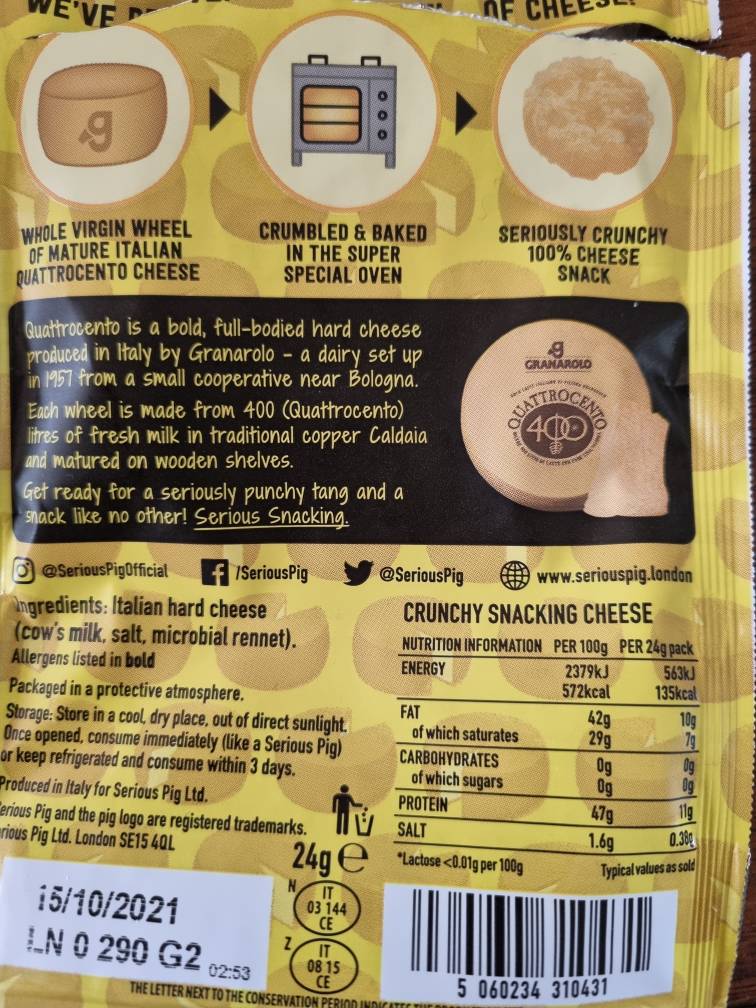 WE'VE
OF CHEESE
g
WHOLE VIRGIN WHEEL
OF MATURE ITALIAN
QUATTROCENTO CHEESE
CRUMBLED & BAKED
IN THE SUPER
SPECIAL OVEN
SERIOUSLY CRUNCHY
100% CHEESE
SNACK
Quattrocento is a bold, full-bodied hard cheese
produced in Italy by Granarolo - a dairy set up
in 1957 from a small cooperative near Bologna.
Each wheel is made from 400 (Quattrocento)
litres of fresh milk in traditional copper Caldaia
and matured on wooden shelves.
Get ready for a seriously punchy tang and a
snack like no other! Serious Snacking.
g
GRANAROLO
QUATTROCENTO
400
@SeriousPigOfficial
/SeriousPig
@SeriousPig
www.seriouspig.london
Ingredients: Italian hard cheese
(cow's milk, salt, microbial rennet).
Allergens listed in bold
Packaged in a protective atmosphere.
Storage: Store in a cool, dry place, out of direct sunlight.
Once opened, consume immediately (like a Serious Pig)
or keep refrigerated and consume within 3 days.
Produced in Italy for Serious Pig Ltd.
Serious Pig and the pig logo are registered trademarks.
Serious Pig Ltd. London SE15 4QL
CRUNCHY SNACKING CHEESE
NUTRITION INFORMATION PER 100g PER 24g pack
ENERGY 2379kJ 563kJ
572kcal 135kcal
FAT 42g 10g
of which saturates 29g 7g
CARBOHYDRATES 0g 0g
of which sugars 0g 0g
PROTEIN 47g 11g
SALT 1.6g 0.38g
*Lactose <0.01g per 100g Typical values as sold
24g e
N IT
03 144
CE
Z IT
08 15
CE
15/10/2021
LN 0 290 G2 02:53
5 060234 310431
THE LETTER NEXT TO THE CONSERVATION PERIOD INDICATES THE